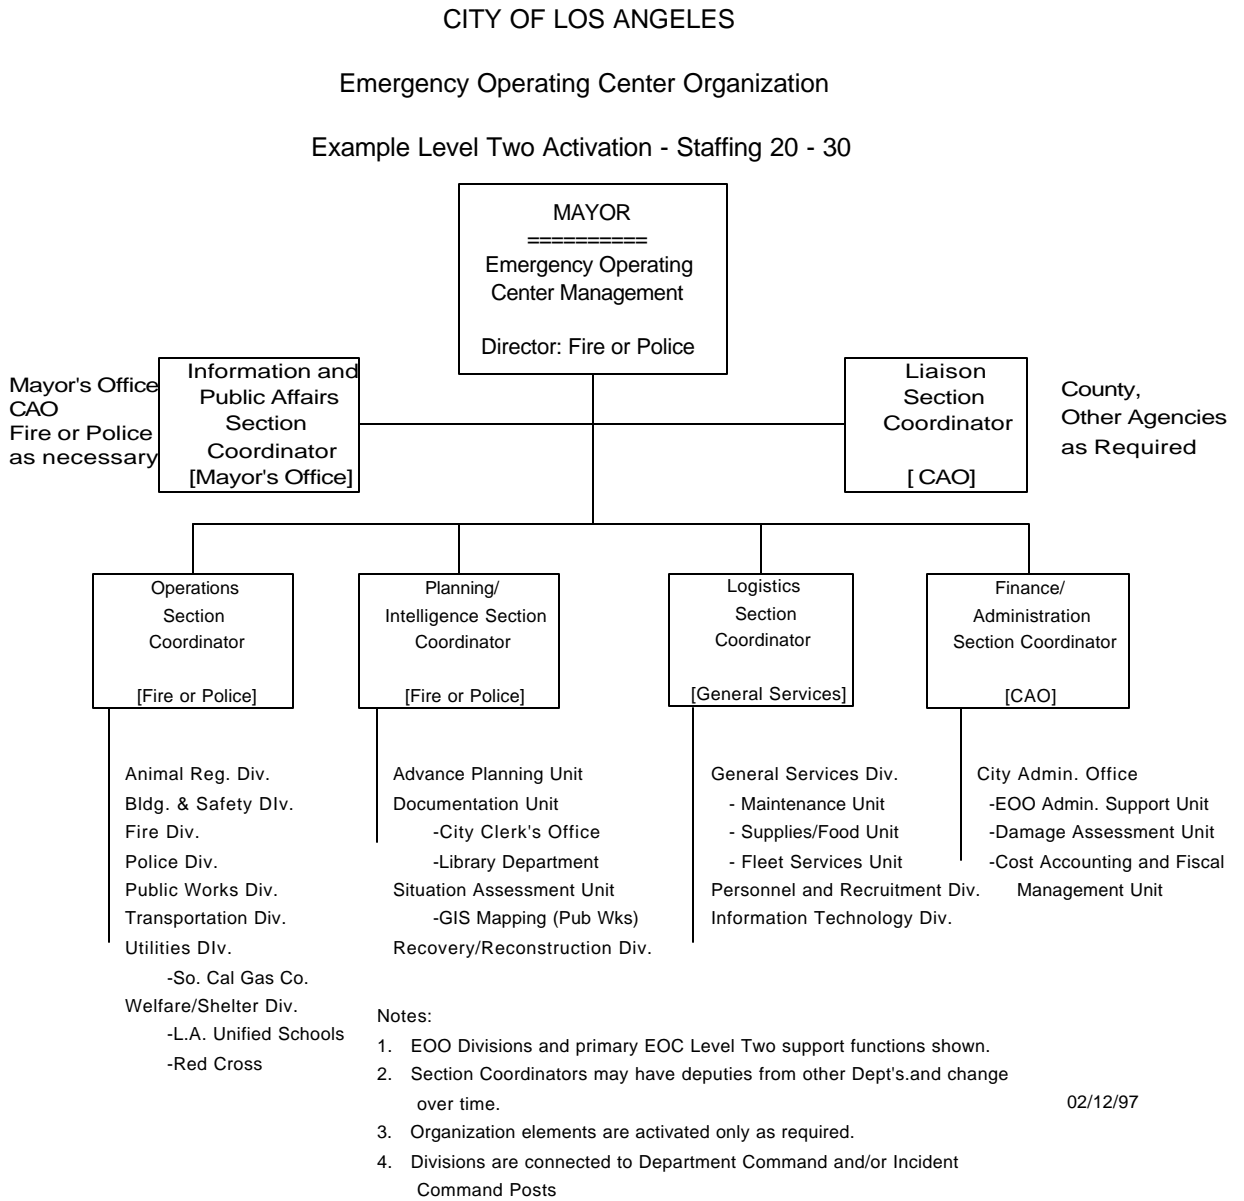 CITY OF LOS ANGELES
Emergency Operating Center Organization
Example Level Two Activation - Staffing 20 - 30
MAYOR
==========
Emergency Operating
Center Management
Director: Fire or Police
Mayor's Office
CAO
Fire or Police
as necessary
Information and
Public Affairs
Section
Coordinator
[Mayor's Office]
Liaison
Section
Coordinator
[ CAO]
County,
Other Agencies
as Required
Operations
Section
Coordinator
[Fire or Police]
Planning/
Intelligence Section
Coordinator
[Fire or Police]
Logistics
Section
Coordinator
[General Services]
Finance/
Administration
Section Coordinator
[CAO]
Animal Reg. Div.
Bldg. & Safety DIv.
Fire Div.
Police Div.
Public Works Div.
Transportation Div.
Utilities DIv.
-So. Cal Gas Co.
Welfare/Shelter Div.
-L.A. Unified Schools
-Red Cross
Advance Planning Unit
Documentation Unit
-City Clerk's Office
-Library Department
Situation Assessment Unit
-GIS Mapping (Pub Wks)
Recovery/Reconstruction Div.
General Services Div.
- Maintenance Unit
- Supplies/Food Unit
- Fleet Services Unit
Personnel and Recruitment Div.
Information Technology Div.
City Admin. Office
-EOO Admin. Support Unit
-Damage Assessment Unit
-Cost Accounting and Fiscal
Management Unit
Notes:
1. EOO Divisions and primary EOC Level Two support functions shown.
2. Section Coordinators may have deputies from other Dept's.and change
over time.
3. Organization elements are activated only as required.
4. Divisions are connected to Department Command and/or Incident
Command Posts
02/12/97